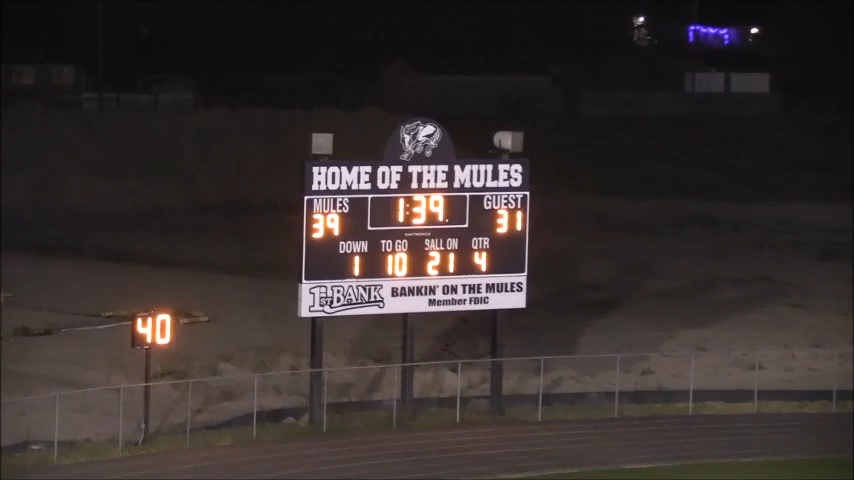 HOME OF THE MULES
MULES 1:39 GUEST
39 31
DOWN TO GO BALL ON QTR
1 10 21 4
1ST BANK BANKIN' ON THE MULES
Member FDIC
40